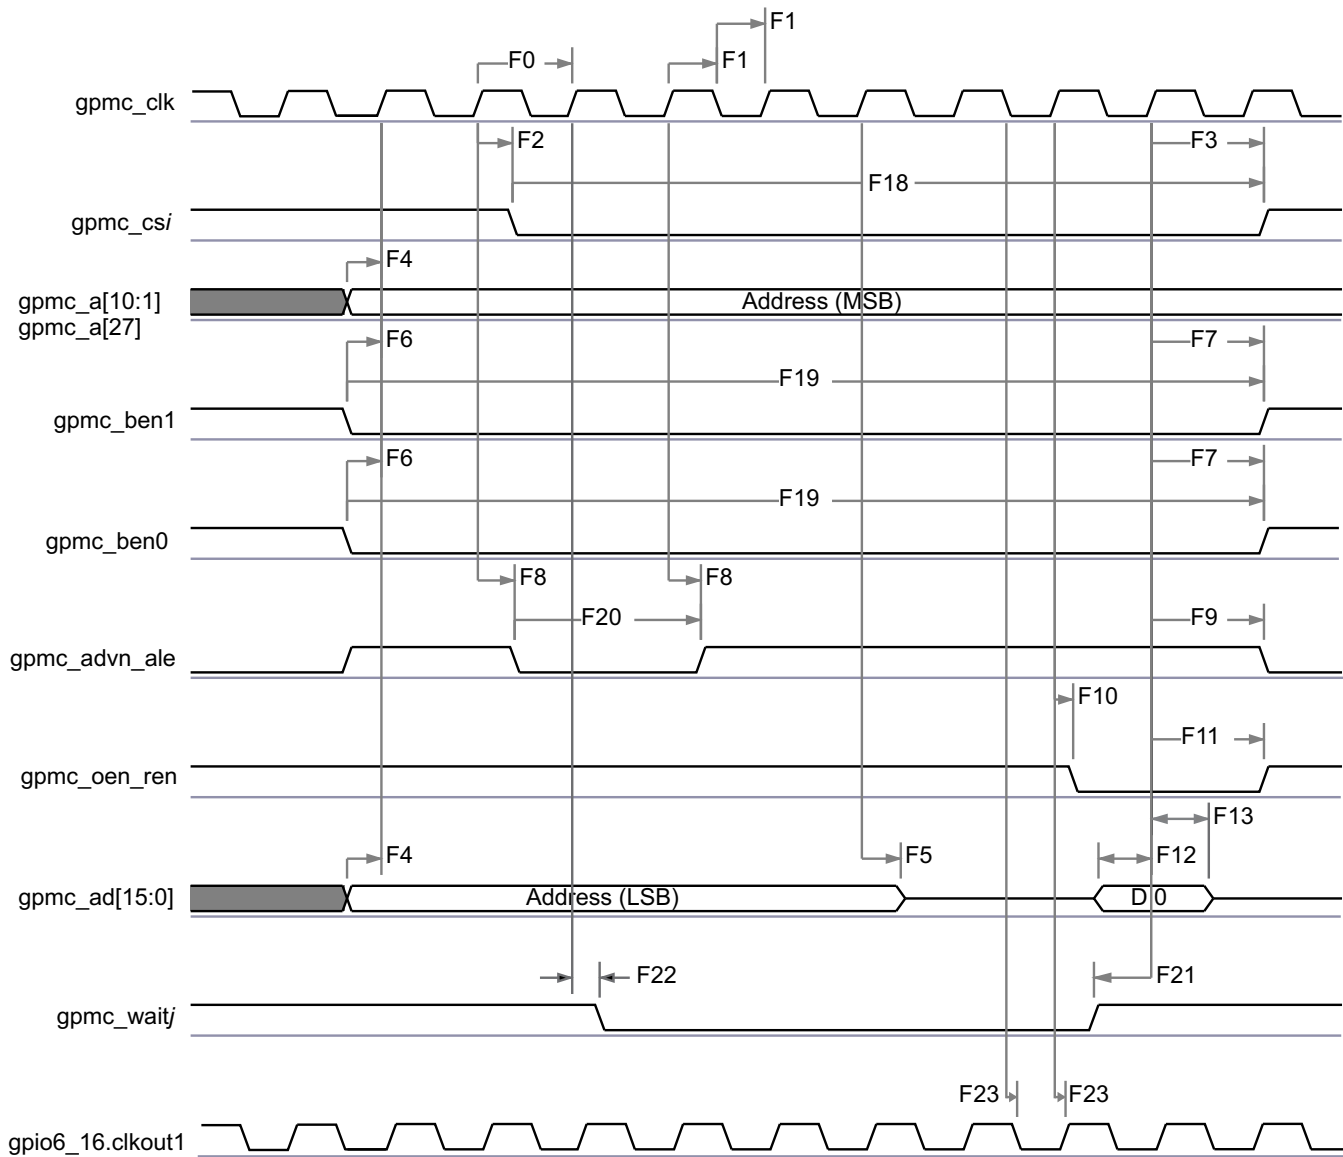 F1
F0
F1
gpmc_clk
F2
F3
F18
gpmc_csi
F4
gpmc_a[10:1]
Address (MSB)
gpmc_a[27]
F6
F7
F19
gpmc_ben1
F6
F7
F19
gpmc_ben0
F8
F8
F20
F9
gpmc_advn_ale
F10
F11
gpmc_oen_ren
F13
F4
F5
F12
gpmc_ad[15:0]
Address (LSB)
D 0
F22
F21
gpmc_waitj
F23
F23
gpio6_16.clkout1